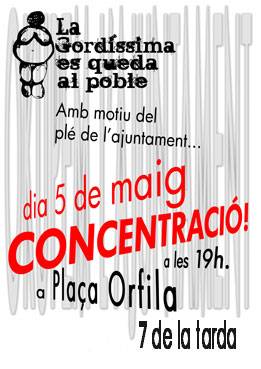 La
Gordíssima
es queda
al poble
Amb motiu del
plé de l'ajuntament...
dia 5 de maig
CONCENTRACIÓ!
a les 19h.
a Plaça Orfila
7 de la tarda